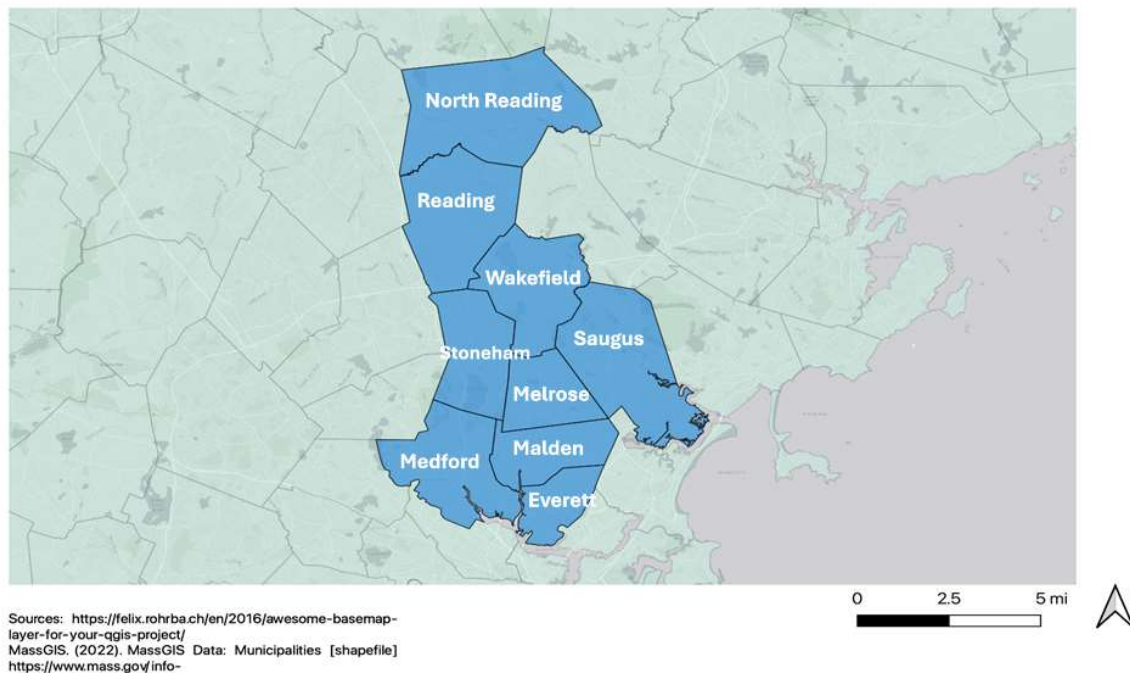 North Reading
Reading
Wakefield
Saugus
Stoneham
Melrose
Malden
Medford
Everett
0 2.5 5 mi
Sources: https://felix.rohrba.ch/en/2016/awesome-basemap-
layer-for-your-qgis-project/
MassGIS. (2022). MassGIS Data: Municipalities [shapefile]
https://www.mass.gov/info-